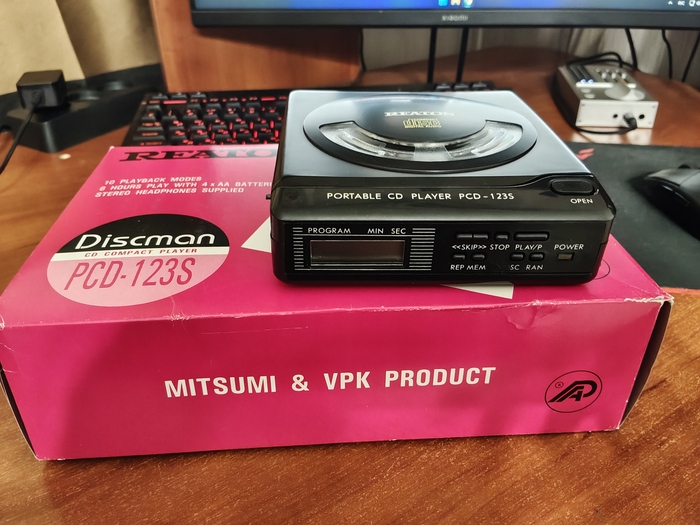 XIAOMI
REATON
10 PLAYBACK MODES
6 HOURS PLAY WITH 4 x AA BATTER
STEREO HEADPHONES SUPPLIED
Discman
CD COMPACT PLAYER
PCD-123S
REATON
PORTABLE CD PLAYER PCD-123S
OPEN
PROGRAM MIN SEC
<<SKIP>> STOP PLAY/P POWER
REP MEM SC RAN
MITSUMI & VPK PRODUCT